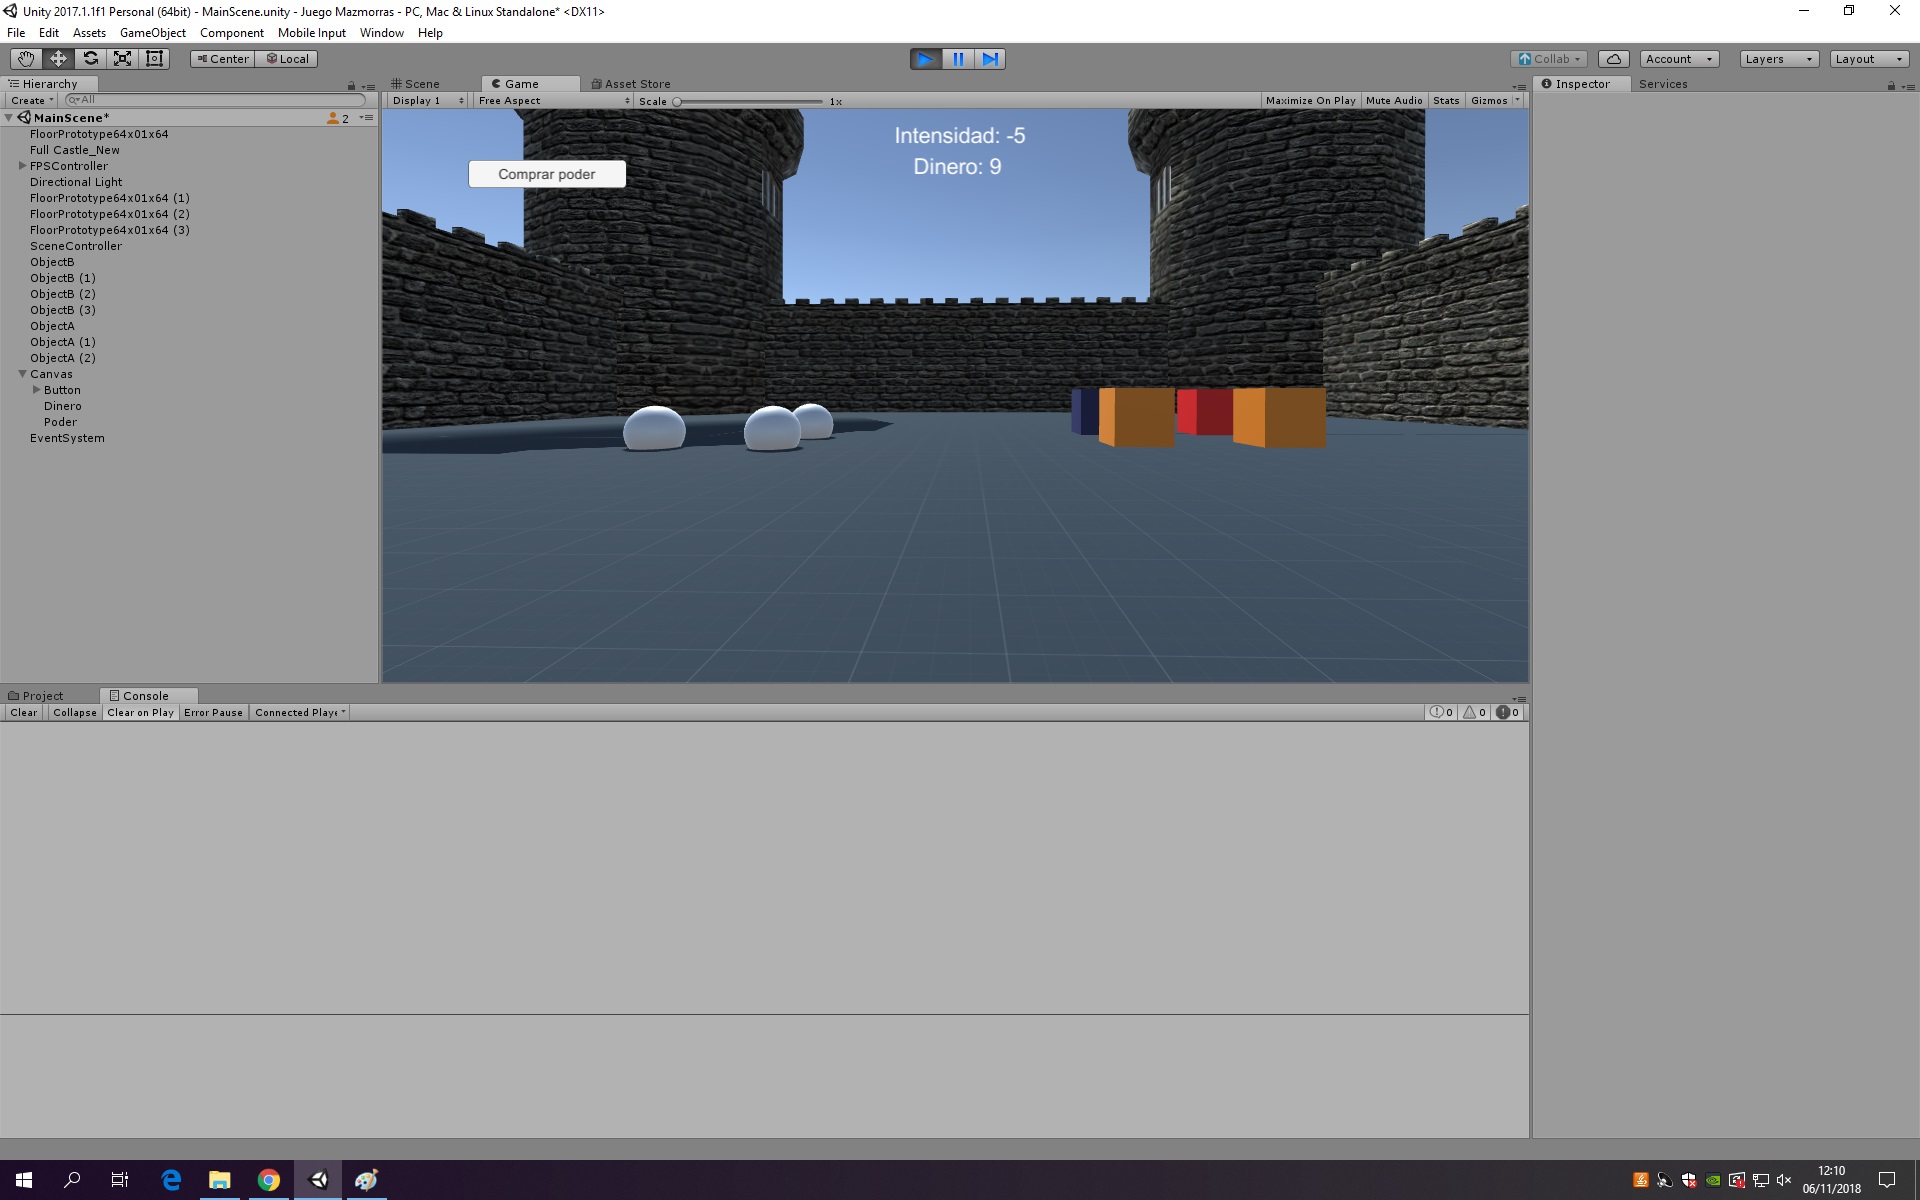 Unity 2017.1.1f1 Personal (64bit) - MainScene.unity - Juego Mazmorras - PC, Mac & Linux Standalone* <DX11>
File Edit Assets GameObject Component Mobile Input Window Help
Center Local Collab Account Layers Layout
Hierarchy Scene Game Asset Store Inspector Services
Create All Display 1 Free Aspect Scale 1x Maximize On Play Mute Audio Stats Gizmos
MainScene* 2
FloorPrototype64x01x64
Full Castle_New
FPSController
Directional Light
FloorPrototype64x01x64 (1)
FloorPrototype64x01x64 (2)
FloorPrototype64x01x64 (3)
SceneController
ObjectB
ObjectB (1)
ObjectB (2)
ObjectB (3)
ObjectA
ObjectA (1)
ObjectA (2)
Canvas
Button
Dinero
Poder
EventSystem
Intensidad: -5
Dinero: 9
Comprar poder
Project Console
Clear Collapse Clear on Play Error Pause Connected Playe 0 0 0
12:10
06/11/2018